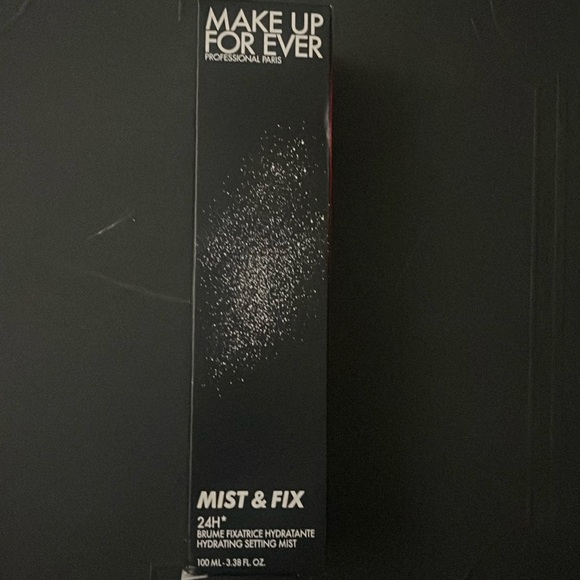 MAKE UP
FOR EVER
PROFESSIONAL PARIS
MIST & FIX
24H*
BRUME FIXATRICE HYDRATANTE
HYDRATING SETTING MIST
100 ML - 3.38 FL. OZ.